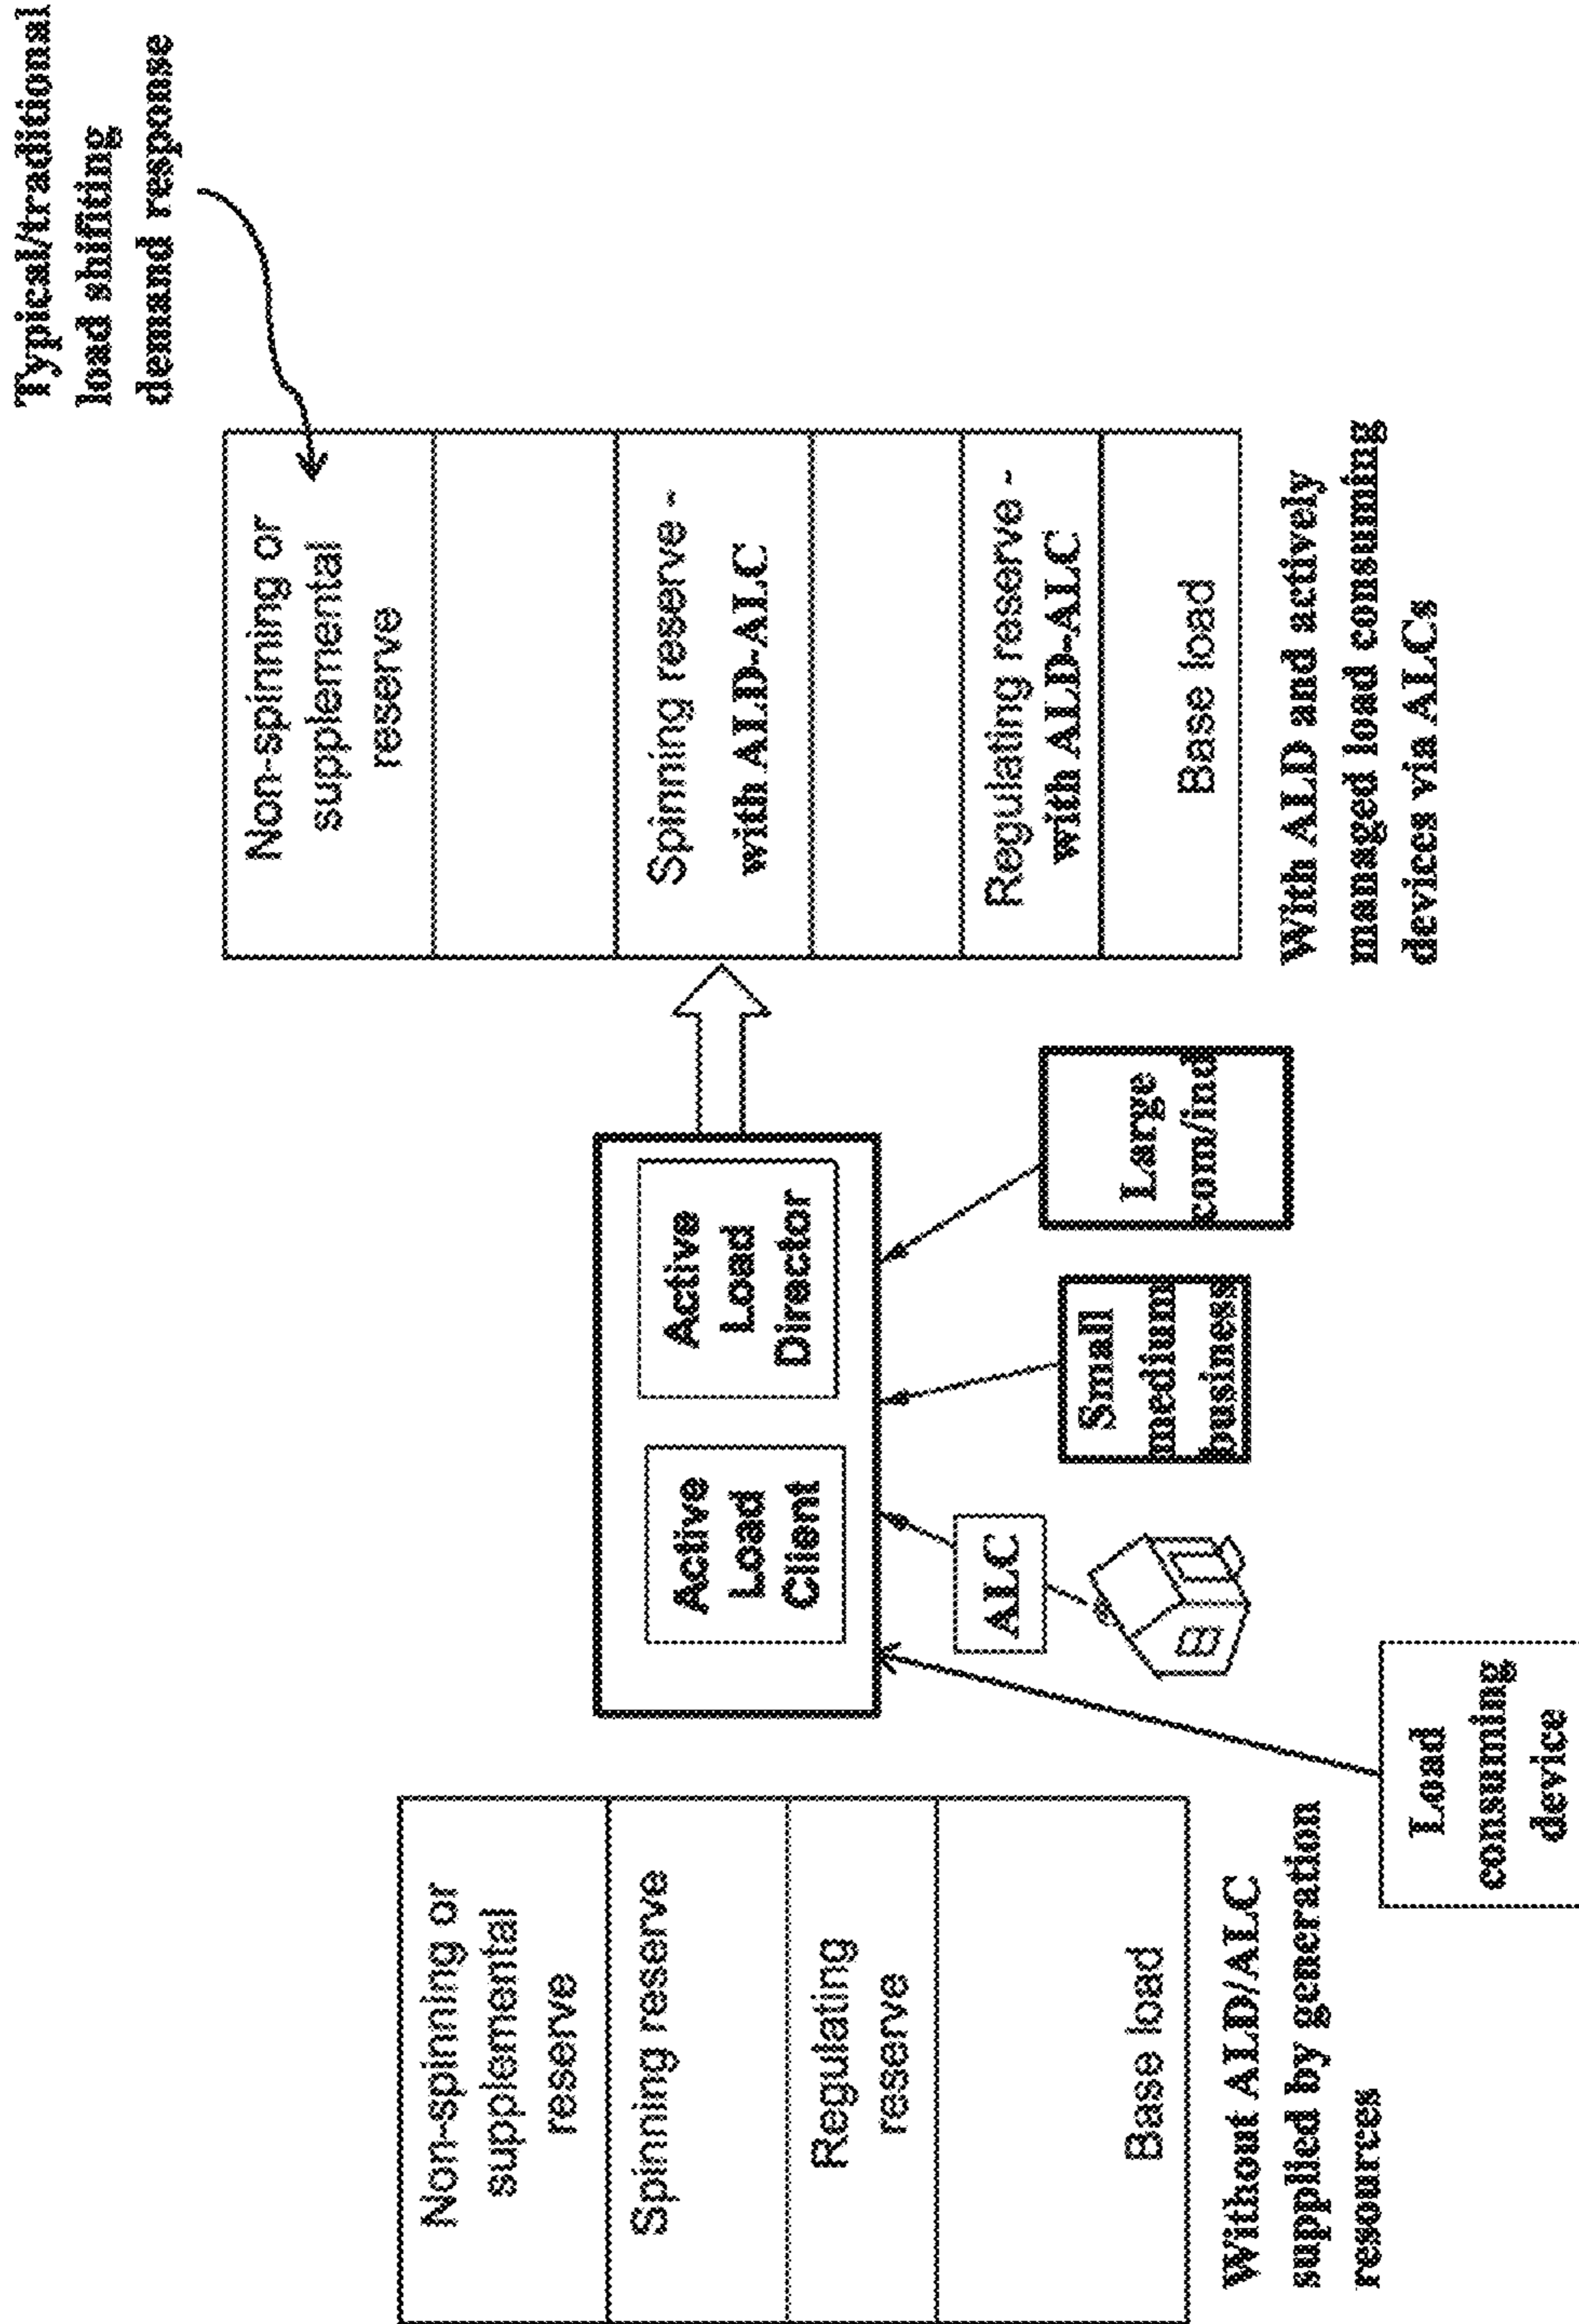 Non-spinning or
supplemental
reserve
Spinning reserve
Regulating
reserve
Base load
Without ALD/ALC
supplied by generation
resources
Load
consuming
device
Active
Load
Client
Active
Load
Director
ALC
Small
medium
business
Large
com/ind
Typical/traditional
load shifiting
demand response
Non-spinning or
supplemental
reserve
Spinning reserve -
with ALD-ALC
Regulating reserve -
with ALD-ALC
Base load
With ALD and actively
managed load consuming
devices via ALCs